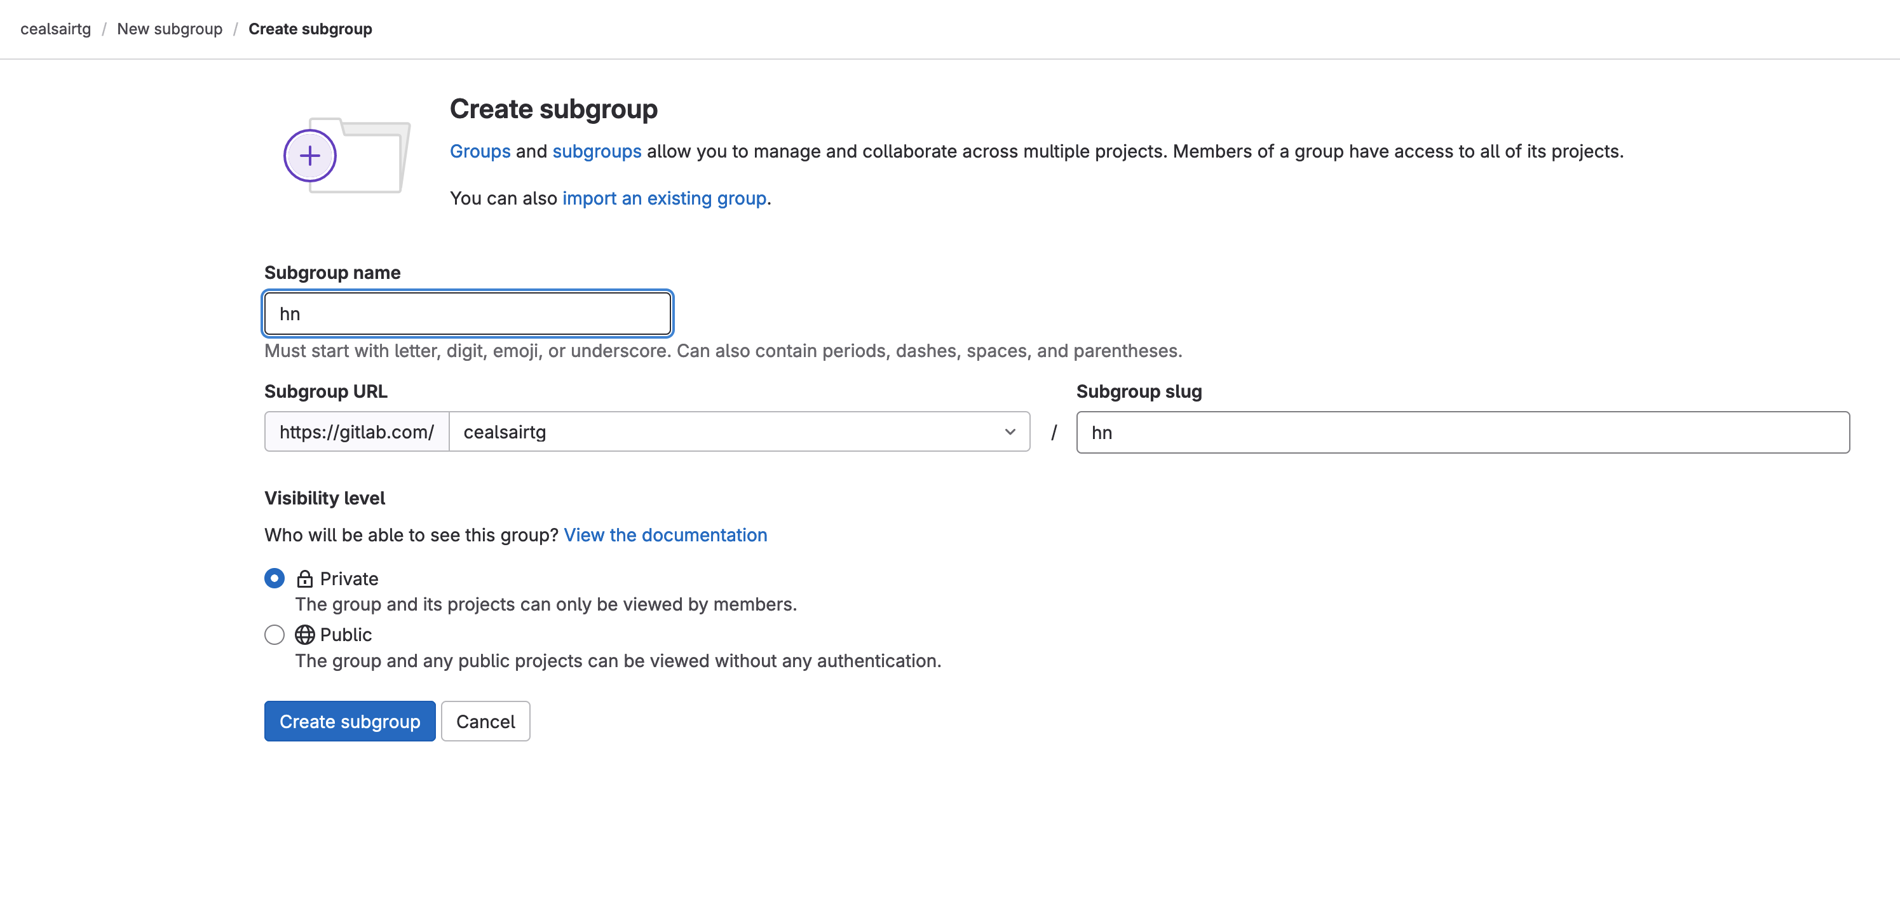 cealsairtg / New subgroup / Create subgroup
Create subgroup
Groups and subgroups allow you to manage and collaborate across multiple projects. Members of a group have access to all of its projects.
You can also import an existing group.
Subgroup name
hn
Must start with letter, digit, emoji, or underscore. Can also contain periods, dashes, spaces, and parentheses.
Subgroup URL
Subgroup slug
https://gitlab.com/ cealsairtg / hn
Visibility level
Who will be able to see this group? View the documentation
Private
The group and its projects can only be viewed by members.
Public
The group and any public projects can be viewed without any authentication.
Create subgroup Cancel